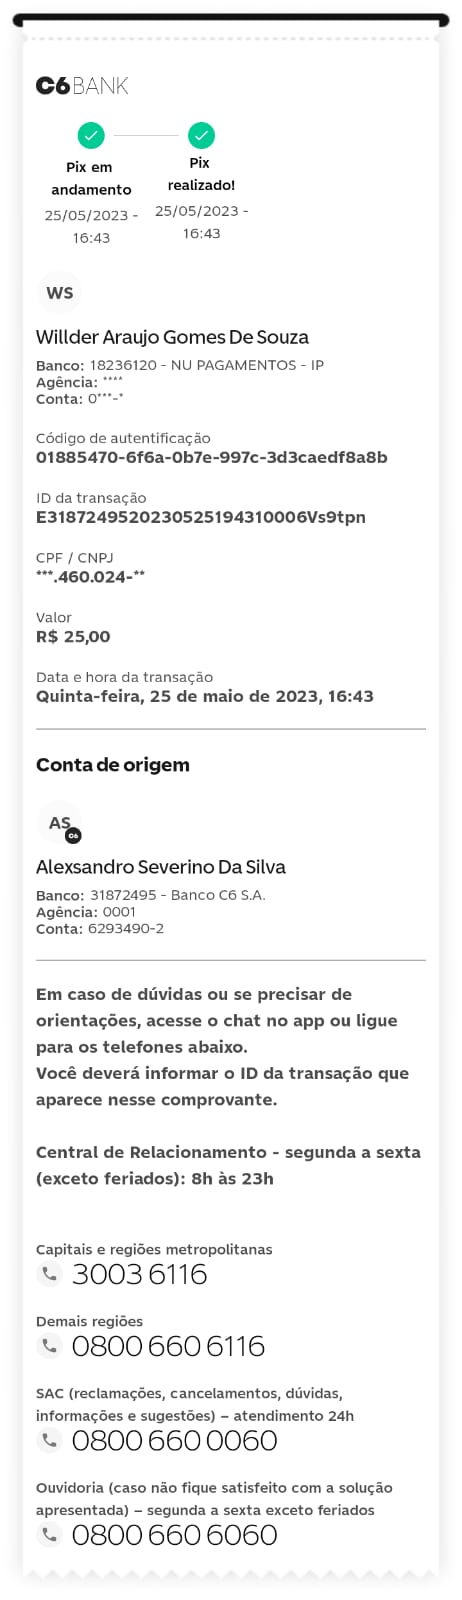 C6BANK
Pix em
andamento
25/05/2023 -
16:43
Pix
realizado!
25/05/2023 -
16:43
WS
Willder Araujo Gomes De Souza
Banco: 18236120 - NU PAGAMENTOS - IP
Agência: ****
Conta: 0***-*
Código de autentificação
01885470-6f6a-0b7e-997c-3d3caedf8a8b
ID da transação
E3187249520230525194310006Vs9tpn
CPF / CNPJ
***.460.024-**
Valor
R$ 25,00
Data e hora da transação
Quinta-feira, 25 de maio de 2023, 16:43
Conta de origem
AS
C6
Alexsandro Severino Da Silva
Banco: 31872495 - Banco C6 S.A.
Agência: 0001
Conta: 6293490-2
Em caso de dúvidas ou se precisar de
orientações, acesse o chat no app ou ligue
para os telefones abaixo.
Você deverá informar o ID da transação que
aparece nesse comprovante.
Central de Relacionamento - segunda a sexta
(exceto feriados): 8h às 23h
Capitais e regiões metropolitanas
3003 6116
Demais regiões
0800 660 6116
SAC (reclamações, cancelamentos, dúvidas,
informações e sugestões) – atendimento 24h
0800 660 0060
Ouvidoria (caso não fique satisfeito com a solução
apresentada) – segunda a sexta exceto feriados
0800 660 6060